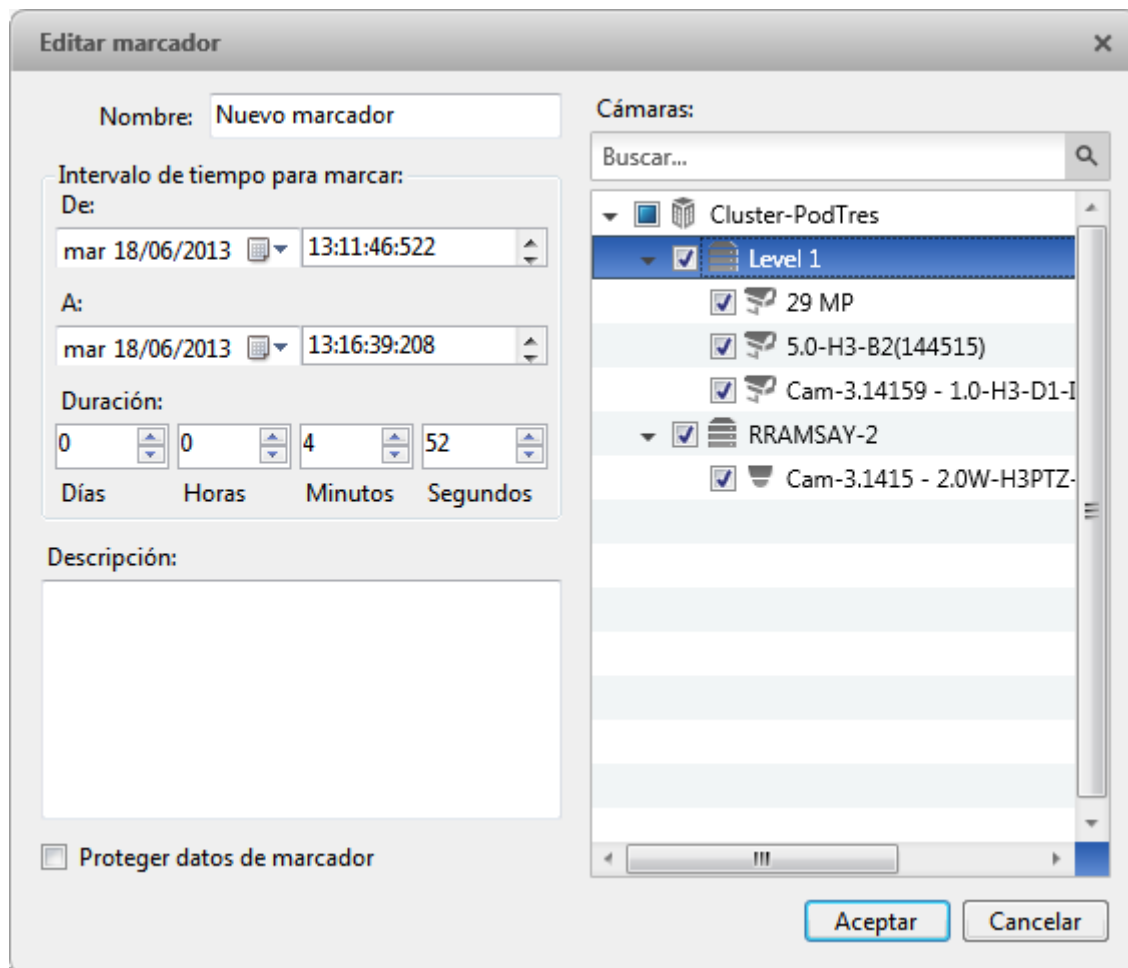 Editar marcador
Nombre: Nuevo marcador
Intervalo de tiempo para marcar:
De:
mar 18/06/2013 13:11:46:522
A:
mar 18/06/2013 13:16:39:208
Duración:
0 0 4 52
Días Horas Minutos Segundos
Descripción:
Proteger datos de marcador
Cámaras:
Buscar...
Cluster-PodTres
Level 1
29 MP
5.0-H3-B2(144515)
Cam-3.14159 - 1.0-H3-D1-
RRAMSAY-2
Cam-3.1415 - 2.0W-H3PTZ-
Aceptar Cancelar